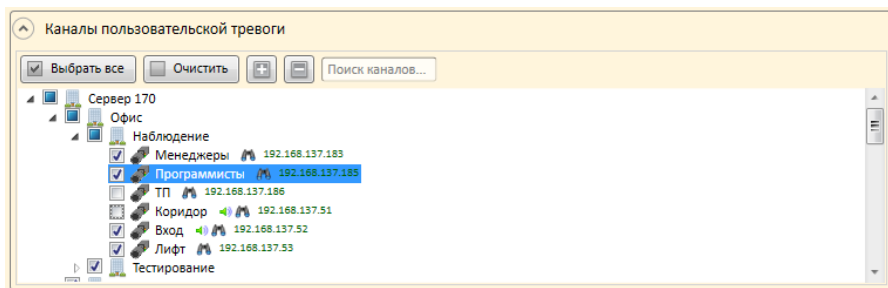 Каналы пользовательской тревоги
Выбрать все Очистить Поиск каналов...
Сервер 170
Офис
Наблюдение
Менеджеры 192.168.137.183
Программисты 192.168.137.185
ТП 192.168.137.186
Коридор 192.168.137.51
Вход 192.168.137.52
Лифт 192.168.137.53
Тестирование